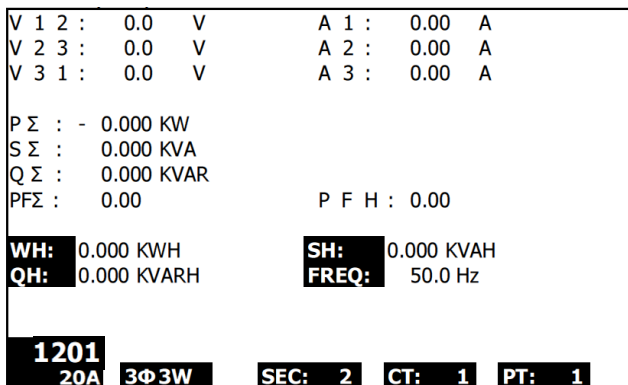 V 1 2 : 0.0 V A 1 : 0.00 A
V 2 3 : 0.0 V A 2 : 0.00 A
V 3 1 : 0.0 V A 3 : 0.00 A
P Σ : - 0.000 KW
S Σ : 0.000 KVA
Q Σ : 0.000 KVAR
PFΣ : 0.00 P F H : 0.00
WH: 0.000 KWH SH: 0.000 KVAH
QH: 0.000 KVARH FREQ: 50.0 Hz
1201
20A 3Φ3W SEC: 2 CT: 1 PT: 1